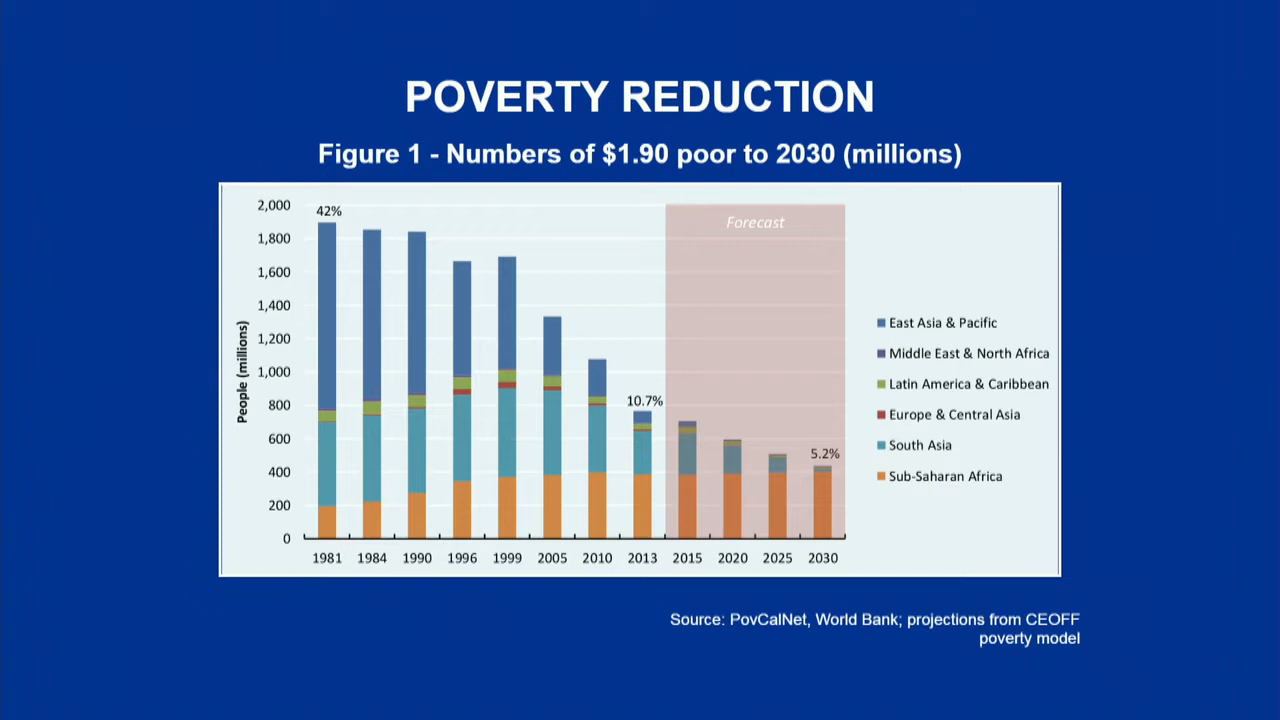 POVERTY REDUCTION
Figure 1 - Numbers of $1.90 poor to 2030 (millions)
2,000
1,800
1,600
1,400
1,200
1,000
800
600
400
200
0
People (millions)
42%
10.7%
5.2%
Forecast
1981 1984 1990 1996 1999 2005 2010 2013 2015 2020 2025 2030
East Asia & Pacific
Middle East & North Africa
Latin America & Caribbean
Europe & Central Asia
South Asia
Sub-Saharan Africa
Source: PovCalNet, World Bank; projections from CEOFF
poverty model